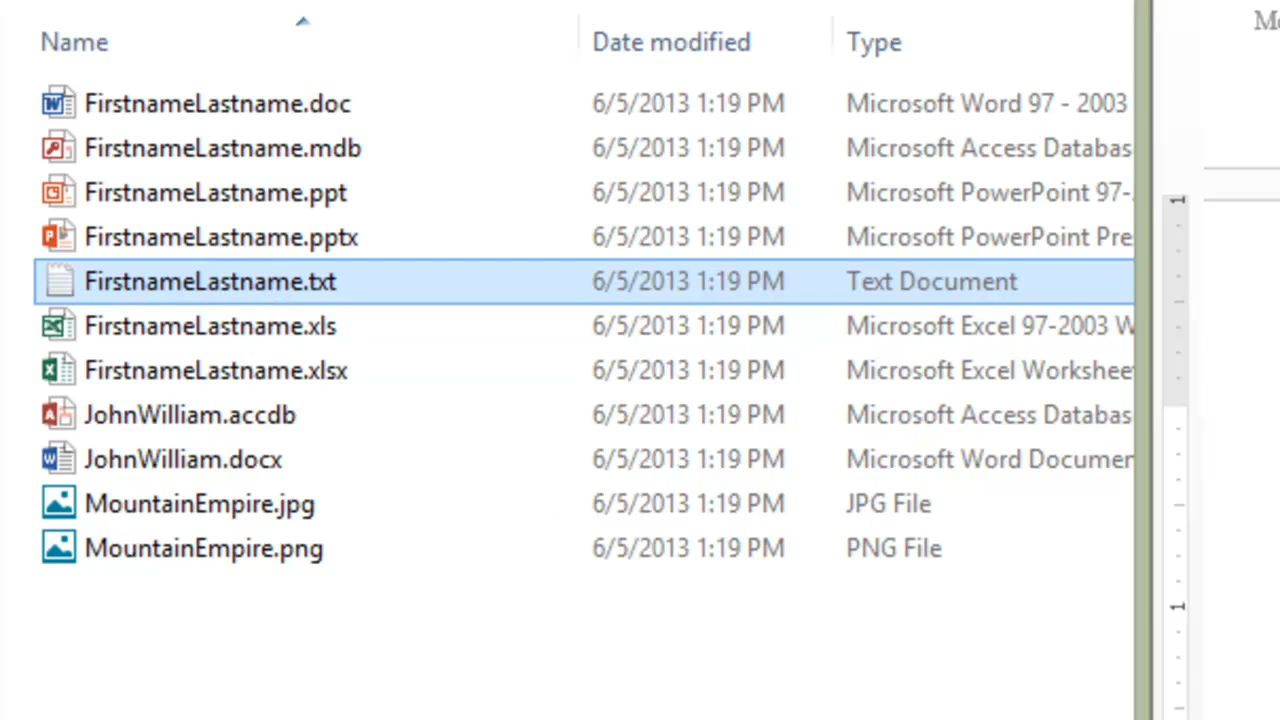 Name Date modified Type
FirstnameLastname.doc 6/5/2013 1:19 PM Microsoft Word 97 - 2003
FirstnameLastname.mdb 6/5/2013 1:19 PM Microsoft Access Databas
FirstnameLastname.ppt 6/5/2013 1:19 PM Microsoft PowerPoint 97-
FirstnameLastname.pptx 6/5/2013 1:19 PM Microsoft PowerPoint Pre
FirstnameLastname.txt 6/5/2013 1:19 PM Text Document
FirstnameLastname.xls 6/5/2013 1:19 PM Microsoft Excel 97-2003 W
FirstnameLastname.xlsx 6/5/2013 1:19 PM Microsoft Excel Workshee
JohnWilliam.accdb 6/5/2013 1:19 PM Microsoft Access Databas
JohnWilliam.docx 6/5/2013 1:19 PM Microsoft Word Documen
MountainEmpire.jpg 6/5/2013 1:19 PM JPG File
MountainEmpire.png 6/5/2013 1:19 PM PNG File
1
1